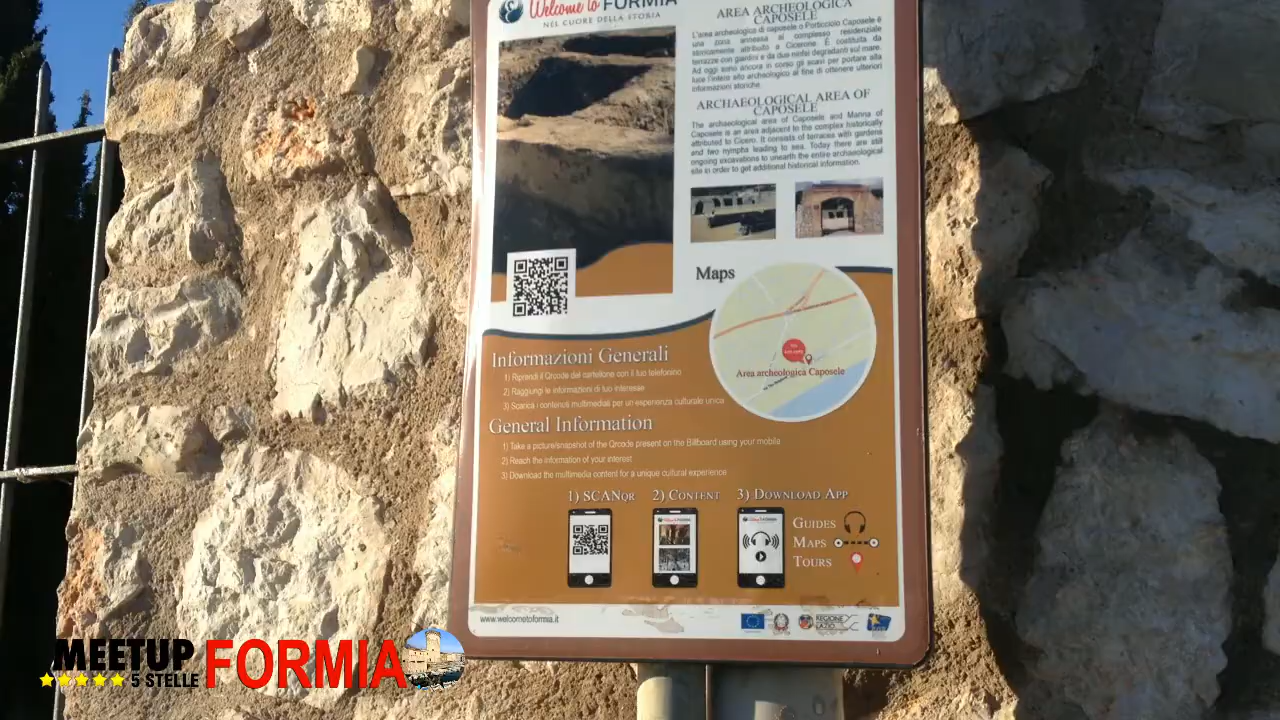 Welcome to FORMIA
NEL CUORE DELLA STORIA
AREA ARCHEOLOGICA
CAPOSELE
L'area archeologica di caposele o Porticciolo Caposele è
una zona annessa al complesso residenziale
storicamente attribuito a Cicerone. È costituita da
terrazze con giardini e da due ninfei degradanti sul mare.
Ad oggi sono ancora in corso gli scavi per portare alla
luce l'intero sito archeologico al fine di ottenere ulteriori
informazioni storiche.
ARCHAEOLOGICAL AREA OF
CAPOSELE
The archaeological area of Caposele and Marina of
Caposele is an area adjacent to the complex historically
attributed to Cicero. It consists of terraces with gardens
and two nymphs leading to sea. Today there are still
ongoing excavations to unearth the entire archaeological
site in order to get additional historical information.
Maps
Area archeologica Caposele
Informazioni Generali
1) Riprendi il Qrcode del cartellone con il tuo telefonino
2) Raggiungi le informazioni di tuo interesse
3) Scarica i contenuti multimediali per un'esperienza culturale unica
General Information
1) Take a picture/snapshot of the Qrcode present on the Billboard using your mobile
2) Reach the information of your interest
3) Download the multimedia content for a unique cultural experience
1) SCANQR 2) CONTENT 3) DOWNLOAD APP
GUIDES
MAPS
TOURS
www.welcometoformia.it
REGIONE
LAZIO
MEETUP
5 STELLE
FORMIA